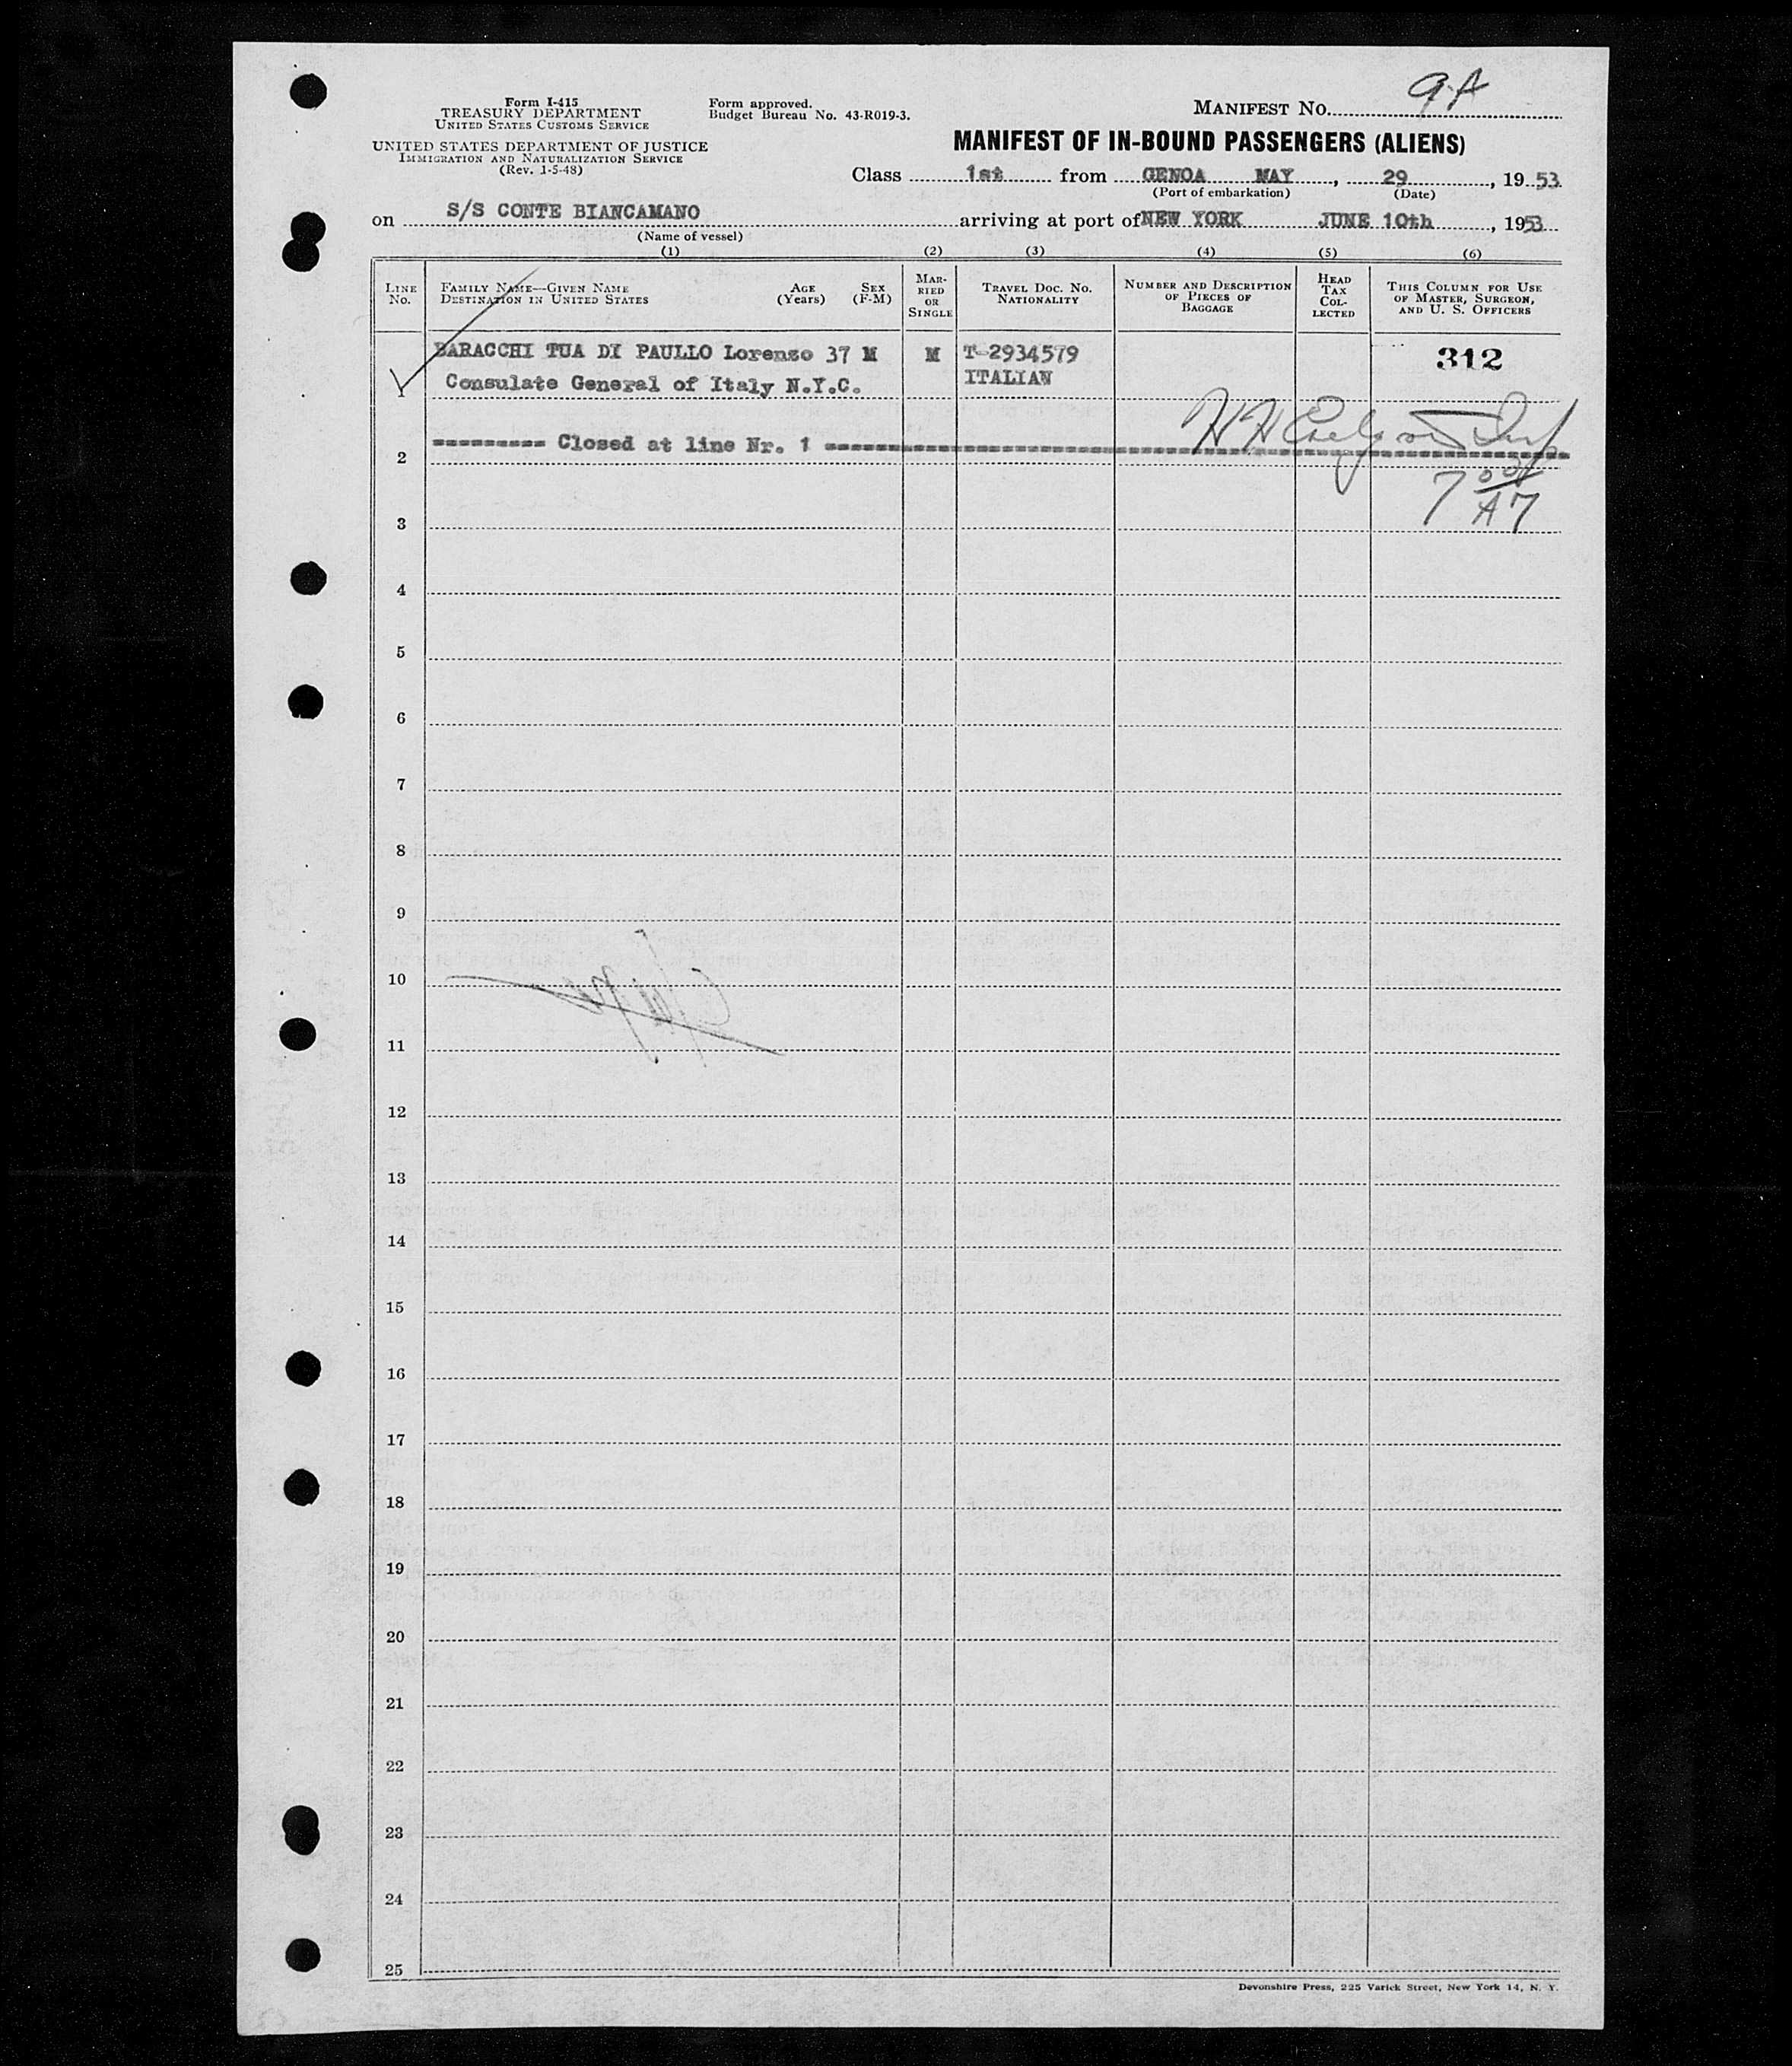 9A
Form I-415
TREASURY DEPARTMENT
UNITED STATES CUSTOMS SERVICE
Form approved.
Budget Bureau No. 43-R019-3.
MANIFEST No.
UNITED STATES DEPARTMENT OF JUSTICE
IMMIGRATION AND NATURALIZATION SERVICE
(Rev. 1-5-48)
MANIFEST OF IN-BOUND PASSENGERS (ALIENS)
Class 1st from GENOA MAY, 29, 1953
(Port of embarkation) (Date)
on S/S CONTE BIANCAMANO arriving at port of NEW YORK JUNE 10th, 1953
(Name of vessel)
(1) (2) (3) (4) (5) (6)
LINE No.
FAMILY NAME—GIVEN NAME
DESTINATION IN UNITED STATES
AGE (Years)
SEX (F-M)
MARRIED OR SINGLE
TRAVEL DOC. NO.
NATIONALITY
NUMBER AND DESCRIPTION OF PIECES OF BAGGAGE
HEAD TAX COLLECTED
THIS COLUMN FOR USE OF MASTER, SURGEON, AND U. S. OFFICERS
BARACCHI TUA DI PAULLO Lorenzo 37 M M T-2934579 312
Consulate General of Italy N.Y.C. ITALIAN
1
--------- Closed at line Nr. 1 ---------
2
7 A7
3
4
5
6
7
8
9
10
11
12
13
14
15
16
17
18
19
20
21
22
23
24
25
Devonshire Press, 225 Varick Street, New York 14, N. Y.